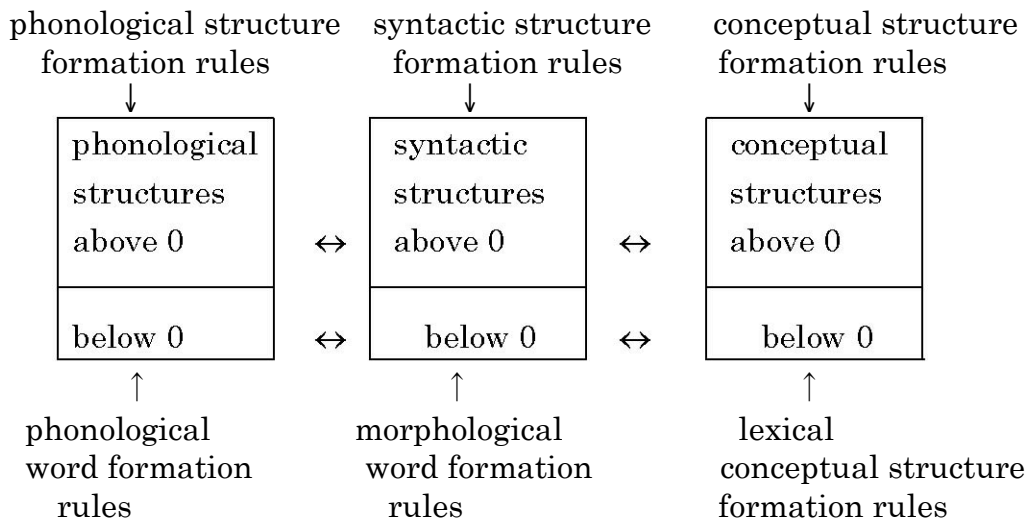 phonological structure syntactic structure conceptual structure
formation rules formation rules formation rules
↓ ↓ ↓
phonological syntactic conceptual
structures structures structures
above 0 ↔ above 0 ↔ above 0
below 0 ↔ below 0 ↔ below 0
↑ ↑ ↑
phonological morphological lexical
word formation word formation conceptual structure
rules rules formation rules